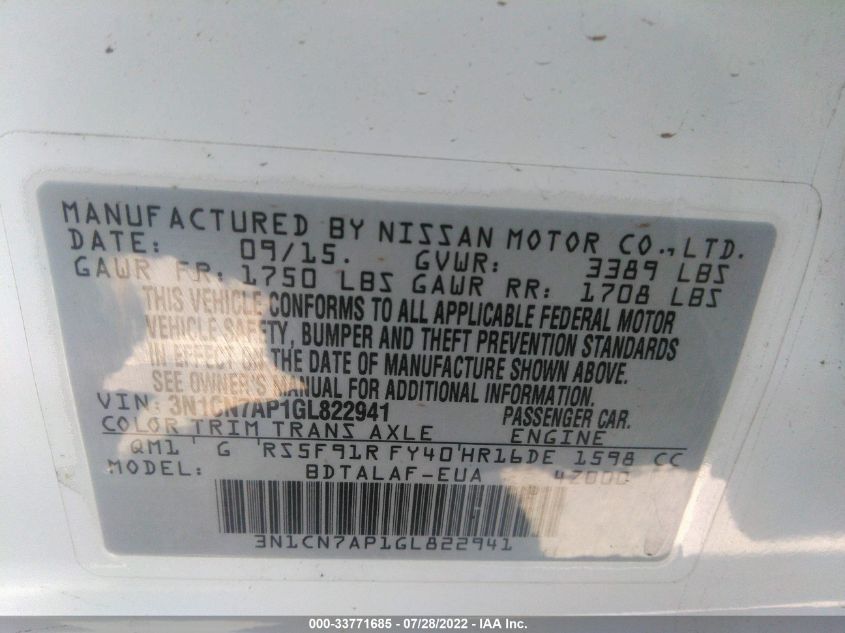 MANUFACTURED BY NISSAN MOTOR CO., LTD.
DATE: 09/15. GVWR: 3389 LBS
GAWR FR: 1750 LBS GAWR RR: 1708 LBS
THIS VEHICLE CONFORMS TO ALL APPLICABLE FEDERAL MOTOR
VEHICLE SAFETY, BUMPER AND THEFT PREVENTION STANDARDS
IN EFFECT ON THE DATE OF MANUFACTURE SHOWN ABOVE.
SEE OWNER'S MANUAL FOR ADDITIONAL INFORMATION.
VIN: 3N1CN7AP1GL822941 PASSENGER CAR.
COLOR TRIM TRANS AXLE ENGINE
QM1 G RS5F91R FY40 HR16DE 1598 CC
MODEL: BDTALAF-EUA
3N1CN7AP1GL822941
000-33771685 - 07/28/2022 - IAA Inc.